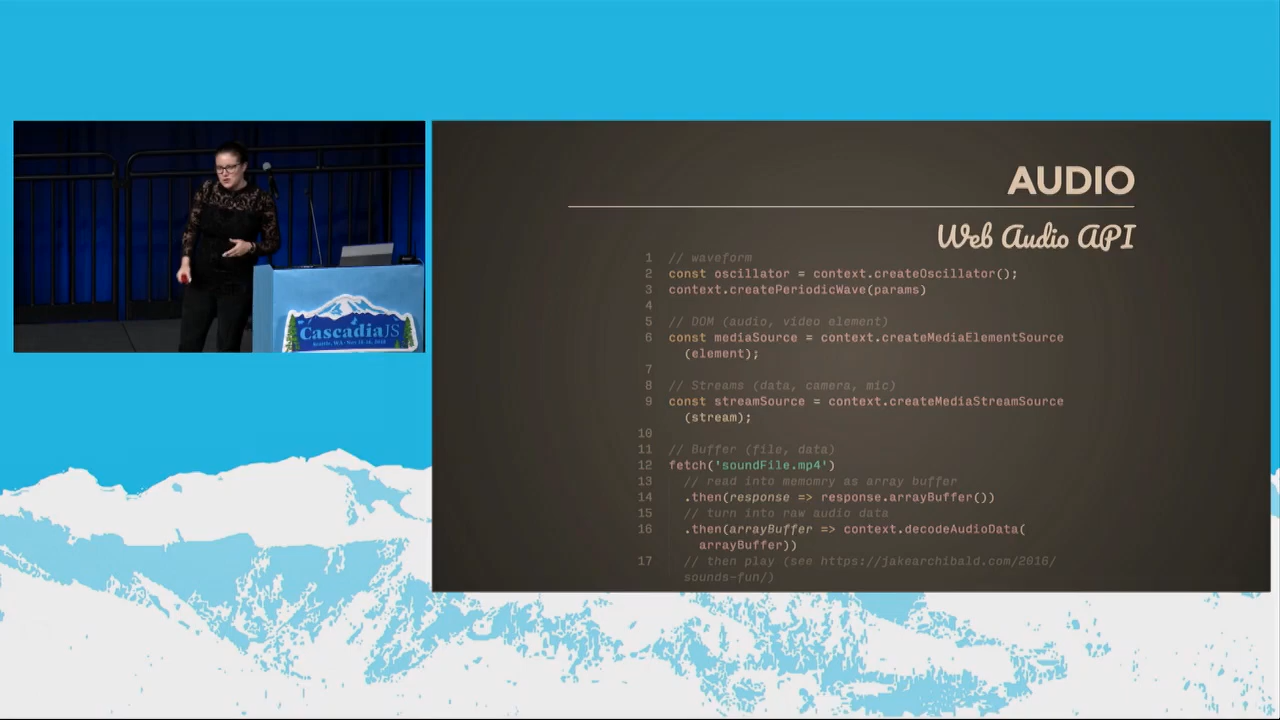 AUDIO
Web Audio API
1 // waveform
2 const oscillator = context.createOscillator();
3 context.createPeriodicWave(params)
4
5 // DOM (audio, video element)
6 const mediaSource = context.createMediaElementSource
(element);
7
8 // Streams (data, camera, mic)
9 const streamSource = context.createMediaStreamSource
(stream);
10
11 // Buffer (file, data)
12 fetch('soundFile.mp4')
13 // read into memomry as array buffer
14 .then(response => response.arrayBuffer())
15 // turn into raw audio data
16 .then(arrayBuffer => context.decodeAudioData(
arrayBuffer))
17 // then play (see https://jakearchibald.com/2016/
sounds-fun/)
CascadiaJS